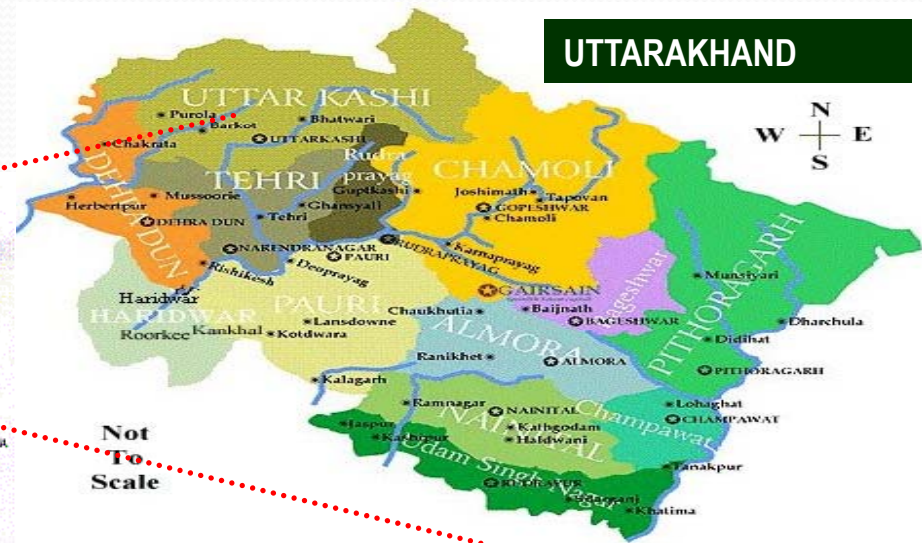 UTTARAKHAND
N
W E
S
UTTAR KASHI
Purola
Barkot
Bhatwari
UTTARKASHI
Chakrata
Rudra
prayag
CHAMOLI
TEHRI
Guptkashi
Joshimath
Tapovan
Mussoorie
Ghansyali
GOPESHWAR
Herbertpur
Tehri
Chamoli
DEHRA DUN
DEHRA DUN
NARENDRANAGAR
RUDRAPRAYAG
Karnaprayag
PAURI
Rishikesh
Deoprayag
Munsiyari
PITHORAGARH
GAIRSAIN
Bageshwar
Haridwar
PAURI
HARIDWAR
Chaukhutia
Baijnath
Lansdowne
BAGESHWAR
Dharchula
Roorkee
Kankhal
Kotdwara
ALMORA
Didihat
Ranikhet
ALMORA
PITHORAGARH
Kalagarh
Ramnagar
NAINITAL
Champawat
Lohaghat
CHAMPAWAT
NAINITAL
Jaspur
Kashipur
Kathgodam
Haldwani
Udam Singh Nagar
Tanakpur
RUDRAPUR
Khatima
Not
To
Scale